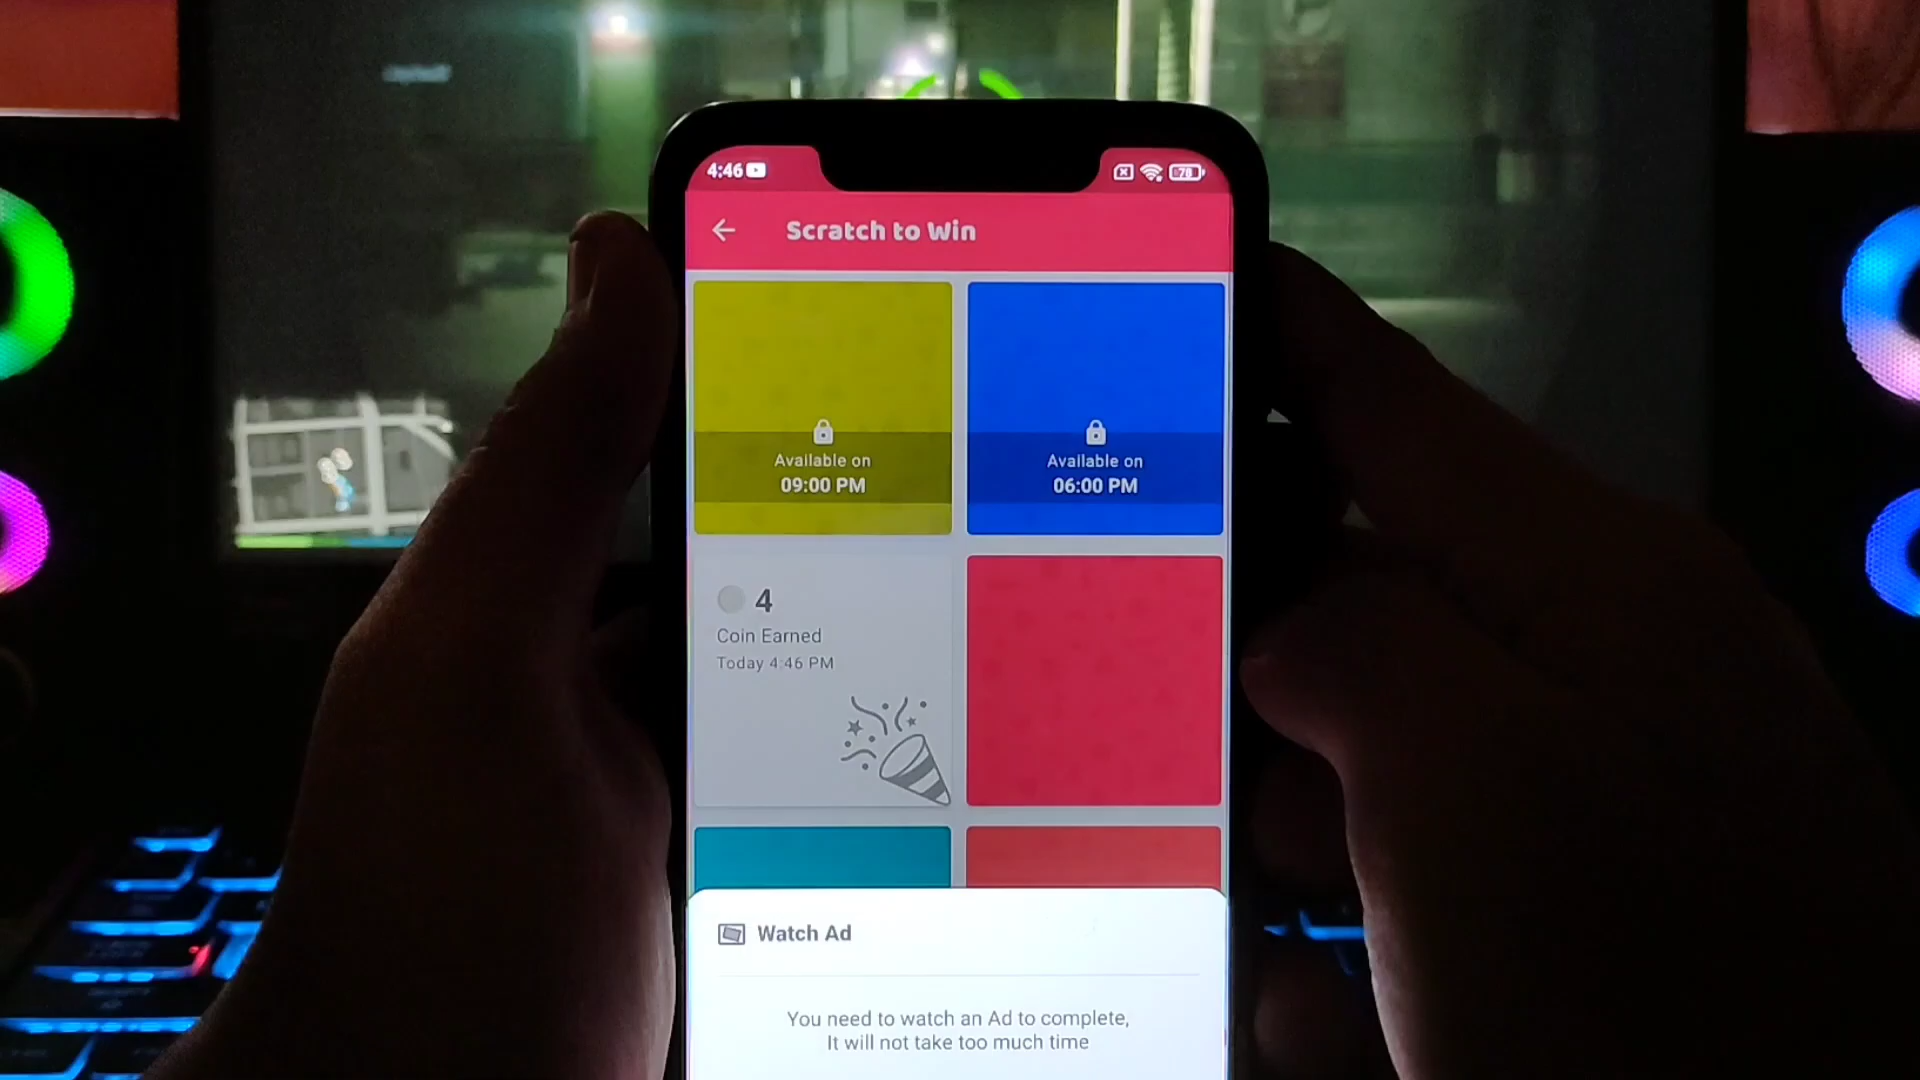 4:46
78
Scratch to Win
Available on
09:00 PM
Available on
06:00 PM
4
Coin Earned
Today 4:46 PM
Watch Ad
You need to watch an Ad to complete,
It will not take too much time